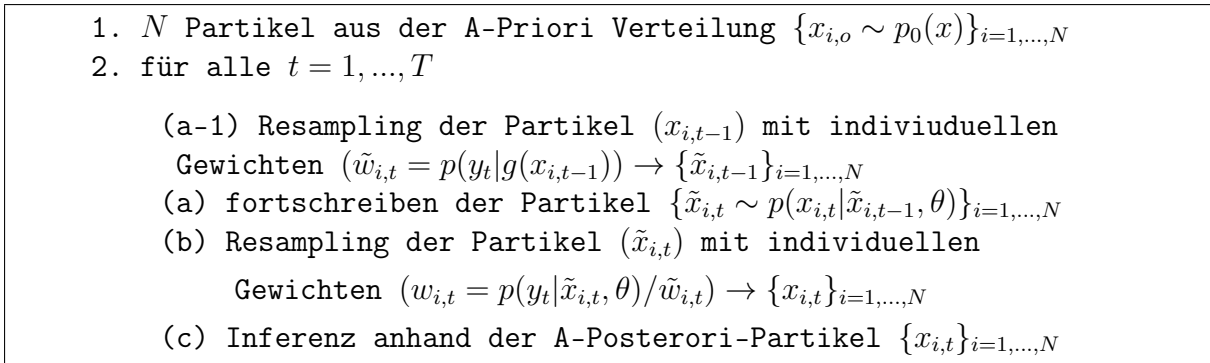 1. N Partikel aus der A-Priori Verteilung {x_{i,o} ∼ p_0(x)}_{i=1,...,N}
2. für alle t = 1, ..., T
(a-1) Resampling der Partikel (x_{i,t−1}) mit indiviuduellen
Gewichten (w̃_{i,t} = p(y_t|g(x_{i,t−1})) → {x̃_{i,t−1}}_{i=1,...,N}
(a) fortschreiben der Partikel {x̃_{i,t} ∼ p(x_{i,t}|x̃_{i,t−1}, θ)}_{i=1,...,N}
(b) Resampling der Partikel (x̃_{i,t}) mit individuellen
Gewichten (w_{i,t} = p(y_t|x̃_{i,t}, θ)/w̃_{i,t}) → {x_{i,t}}_{i=1,...,N}
(c) Inferenz anhand der A-Posterori-Partikel {x_{i,t}}_{i=1,...,N}